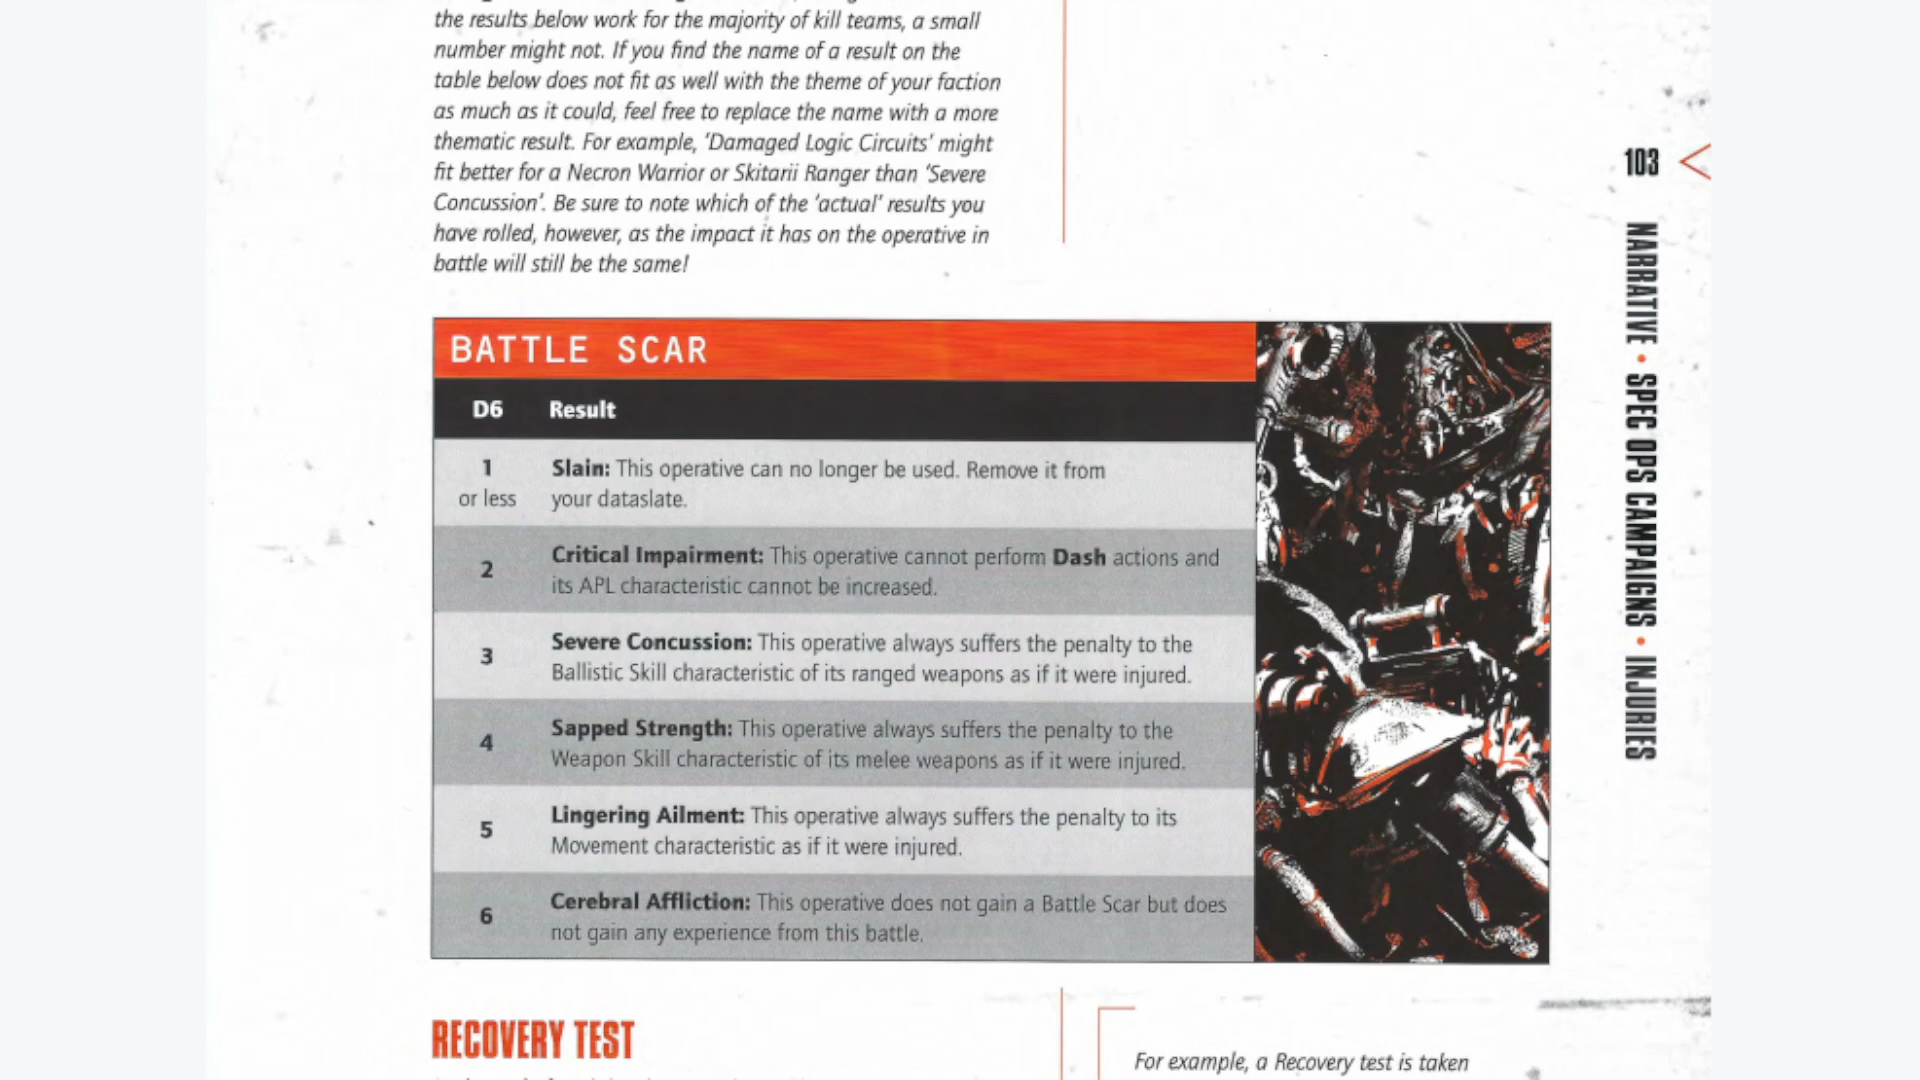 the results below work for the majority of kill teams, a small
number might not. If you find the name of a result on the
table below does not fit as well with the theme of your faction
as much as it could, feel free to replace the name with a more
thematic result. For example, 'Damaged Logic Circuits' might
fit better for a Necron Warrior or Skitarii Ranger than 'Severe
Concussion'. Be sure to note which of the 'actual' results you
have rolled, however, as the impact it has on the operative in
battle will still be the same!
BATTLE SCAR
D6 Result
1 or less Slain: This operative can no longer be used. Remove it from
your dataslate.
2 Critical Impairment: This operative cannot perform Dash actions and
its APL characteristic cannot be increased.
3 Severe Concussion: This operative always suffers the penalty to the
Ballistic Skill characteristic of its ranged weapons as if it were injured.
4 Sapped Strength: This operative always suffers the penalty to the
Weapon Skill characteristic of its melee weapons as if it were injured.
5 Lingering Ailment: This operative always suffers the penalty to its
Movement characteristic as if it were injured.
6 Cerebral Affliction: This operative does not gain a Battle Scar but does
not gain any experience from this battle.
RECOVERY TEST
For example, a Recovery test is taken
103
NARRATIVE • SPEC OPS CAMPAIGNS • INJURIES